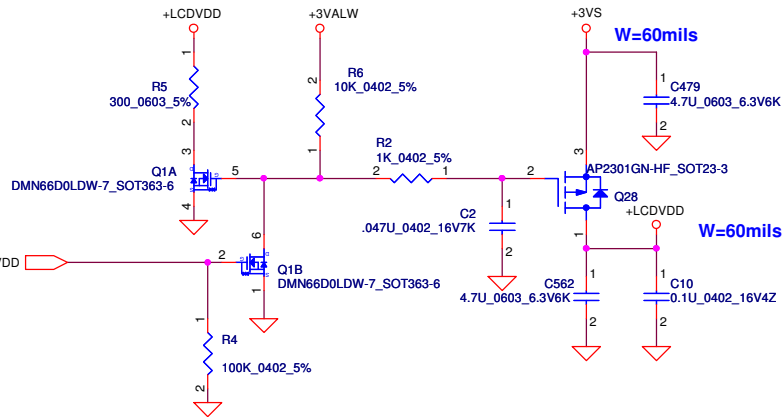 +LCDVDD
+3VALW
+3VS
W=60mils
1
R5
300_0603_5%
2
2
R6
10K_0402_5%
1
1
C479
4.7U_0603_6.3V6K
2
3
Q1A
DMN66D0LDW-7_SOT363-6
5
4
R2
1K_0402_5%
2
1
3
2
AP2301GN-HF_SOT23-3
Q28
1
+LCDVDD
W=60mils
1
C2
.047U_0402_16V7K
2
6
VDD
2
Q1B
DMN66D0LDW-7_SOT363-6
1
1
C562
4.7U_0603_6.3V6K
2
1
C10
0.1U_0402_16V4Z
2
1
R4
100K_0402_5%
2